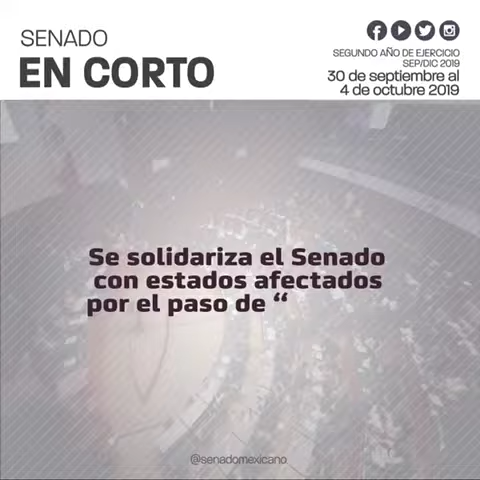 SENADO
EN CORTO
SEGUNDO AÑO DE EJERCICIO
SEP/DIC 2019
30 de septiembre al
4 de octubre 2019
Se solidariza el Senado
con estados afectados
por el paso de “
@senadomexicano